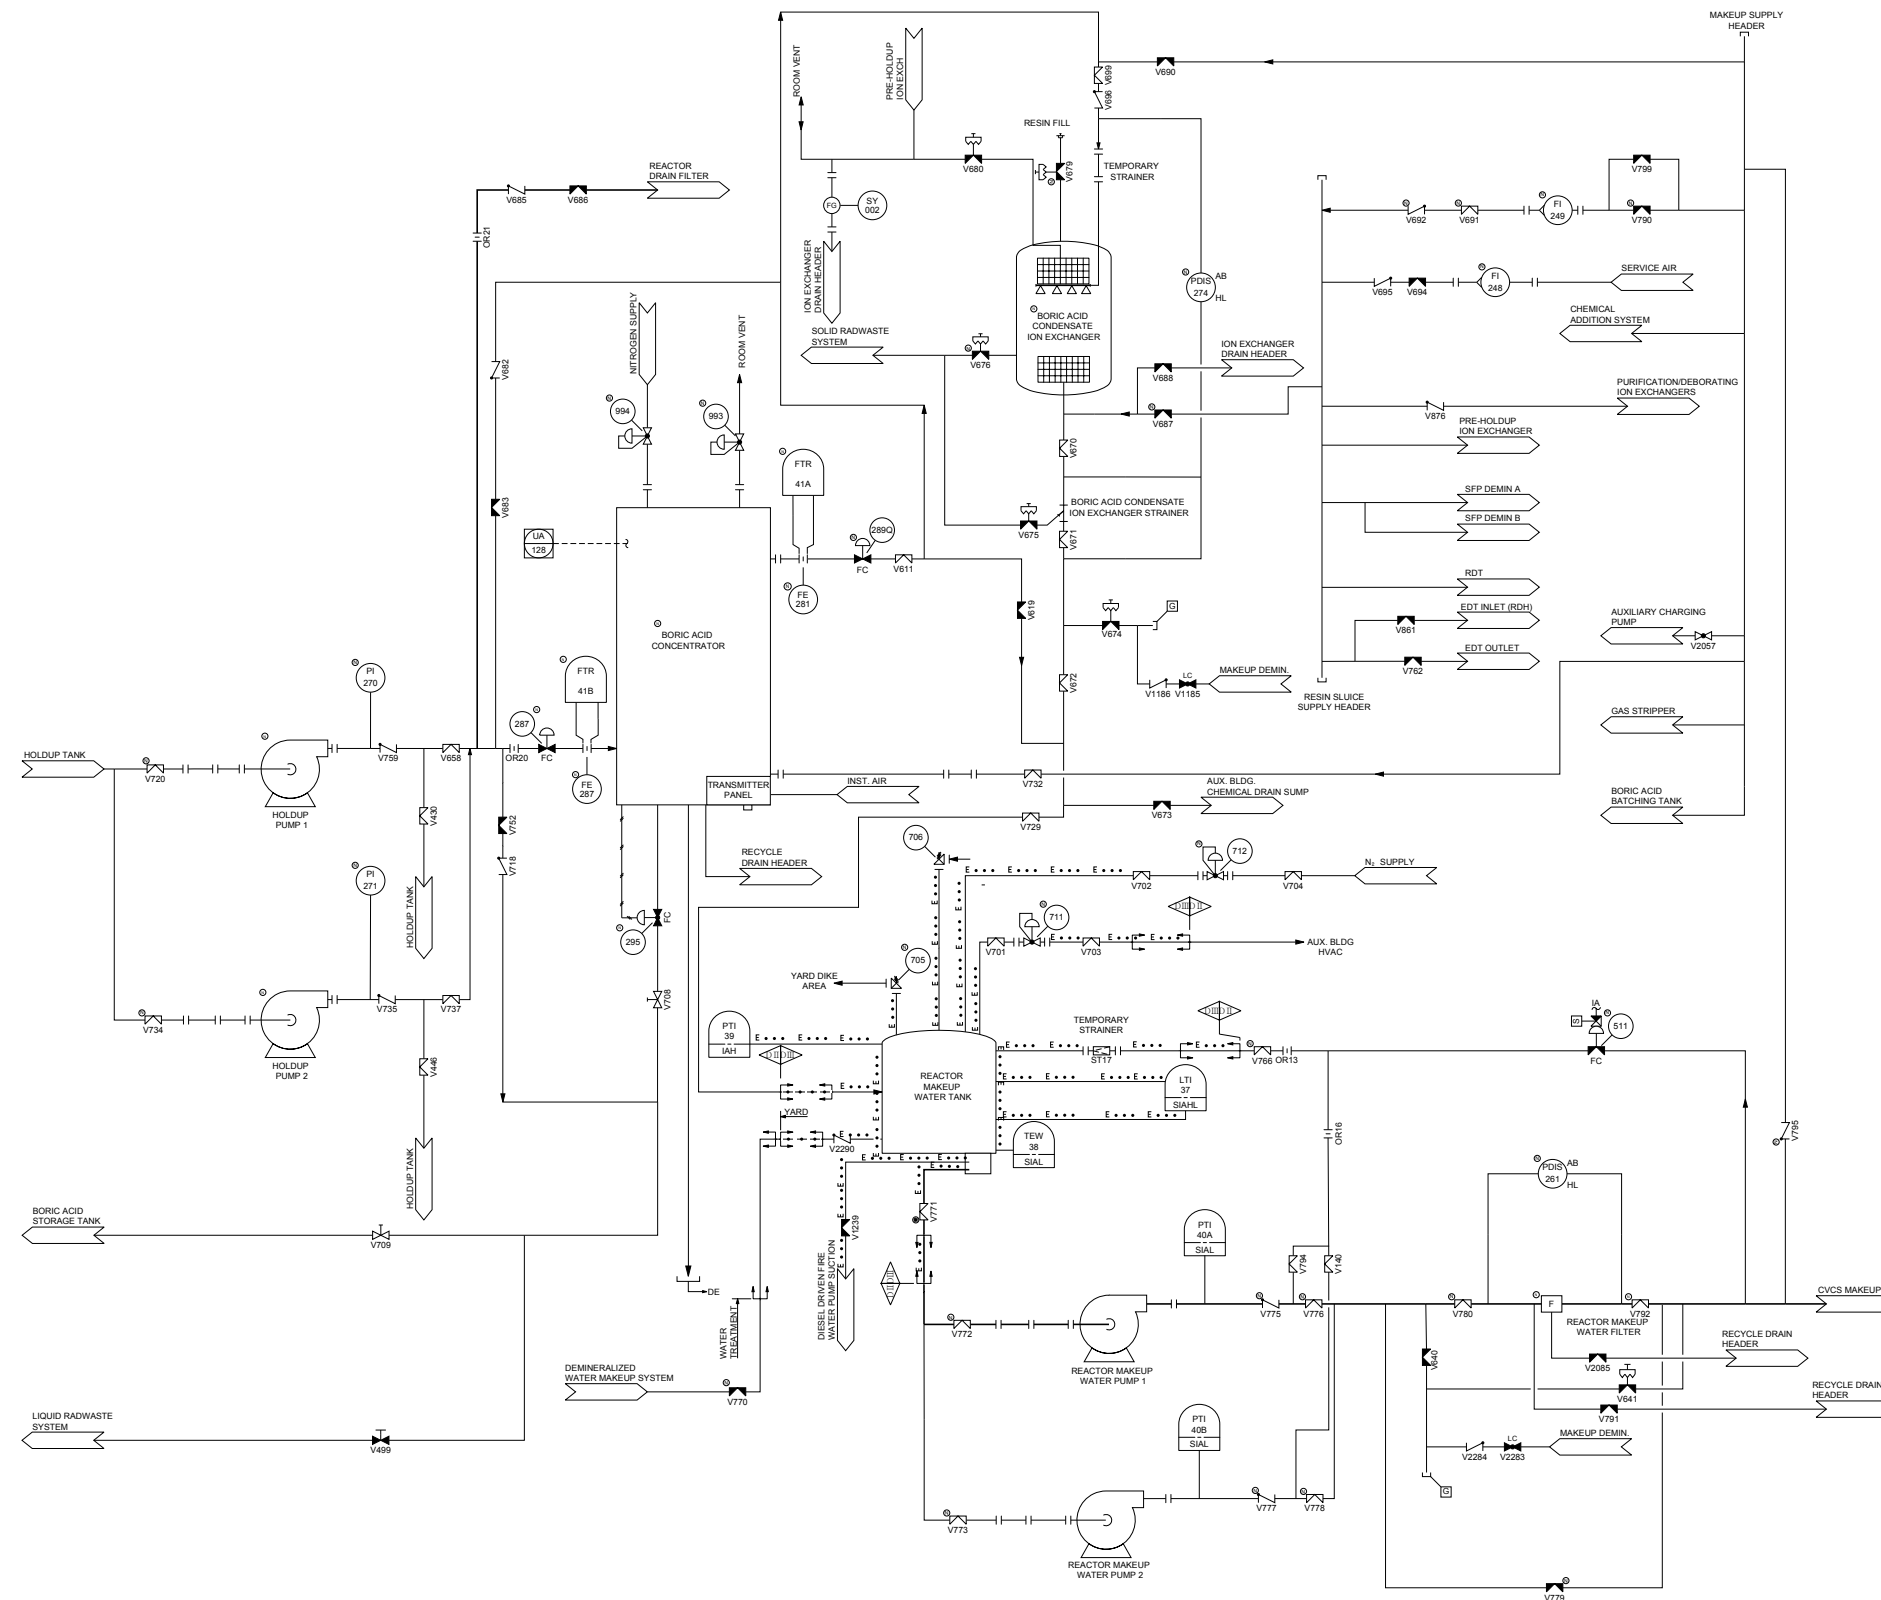 MAKEUP SUPPLY
HEADER
V690
V699
V696
ROOM VENT
PRE-HOLDUP
ION EXCH
RESIN FILL
V679
V680
TEMPORARY
STRAINER
REACTOR
DRAIN FILTER
V685
V686
OR21
FG
SY
002
V799
V692
V691
FI
249
V790
ION EXCHANGER
DRAIN HEADER
NITROGEN SUPPLY
ROOM VENT
SOLID RADWASTE
SYSTEM
V676
BORIC ACID
CONDENSATE
ION EXCHANGER
PDIS
274
AB
HL
V695
V694
FI
248
SERVICE AIR
CHEMICAL
ADDITION SYSTEM
V682
V683
ION EXCHANGER
DRAIN HEADER
V688
V687
PURIFICATION/DEBORATING
ION EXCHANGERS
V876
PRE-HOLDUP
ION EXCHANGER
994
993
V670
FTR
41A
BORIC ACID CONDENSATE
ION EXCHANGER STRAINER
V675
V671
SFP DEMIN A
SFP DEMIN B
UA
128
289Q
FC
V611
FE
281
RDT
EDT INLET (RDH)
V861
EDT OUTLET
V762
V619
V674
G
AUXILIARY CHARGING
PUMP
V2057
BORIC ACID
CONCENTRATOR
FTR
41B
V672
V1186
LC
V1185
MAKEUP DEMIN.
RESIN SLUICE
SUPPLY HEADER
PI
270
287
FC
OR20
FE
287
GAS STRIPPER
HOLDUP TANK
V720
V759
V658
HOLDUP
PUMP 1
V430
V752
V718
TRANSMITTER
PANEL
INST. AIR
V732
AUX. BLDG.
CHEMICAL DRAIN SUMP
V673
V729
BORIC ACID
BATCHING TANK
RECYCLE
DRAIN HEADER
706
V702
712
V704
N₂ SUPPLY
PI
271
HOLDUP TANK
FC
295
711
V701
V703
AUX. BLDG
HVAC
705
YARD DIKE
AREA
V734
V735
V737
HOLDUP
PUMP 2
V446
V708
PTI
39
IAH
TEMPORARY
STRAINER
ST17
V766
OR13
IA
S
511
FC
REACTOR
MAKEUP
WATER TANK
LTI
37
SIAHL
YARD
V2290
TEW
38
SIAL
OR16
V795
HOLDUP TANK
PDIS
261
AB
HL
BORIC ACID
STORAGE TANK
V709
V1239
V771
DIESEL DRIVEN FIRE
WATER PUMP SUCTION
PTI
40A
SIAL
V794
V140
DE
WATER
TREATMENT
V772
REACTOR MAKEUP
WATER PUMP 1
V775
V776
V780
F
REACTOR MAKEUP
WATER FILTER
V792
CVCS MAKEUP
RECYCLE DRAIN
HEADER
V2085
V640
V641
RECYCLE DRAIN
HEADER
V791
DEMINERALIZED
WATER MAKEUP SYSTEM
V770
LIQUID RADWASTE
SYSTEM
V499
PTI
40B
SIAL
V2284
LC
V2283
MAKEUP DEMIN.
G
V773
V777
V778
REACTOR MAKEUP
WATER PUMP 2
V779